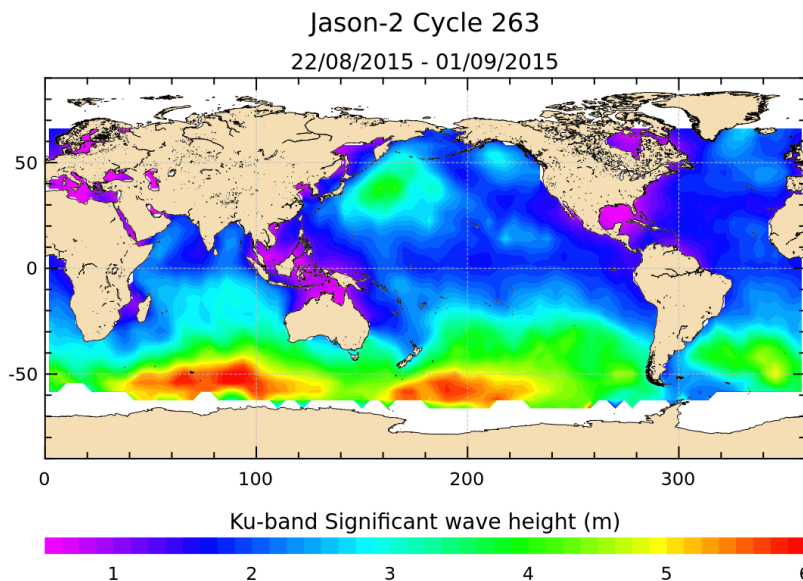 Jason-2 Cycle 263
22/08/2015 - 01/09/2015
50
0
-50
0 100 200 300
Ku-band Significant wave height (m)
1 2 3 4 5 6